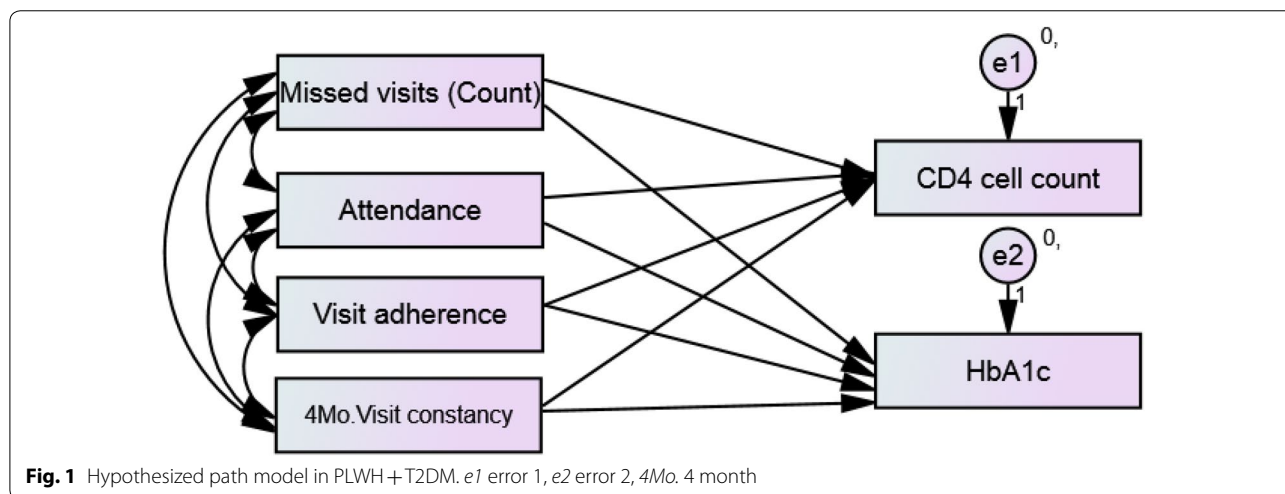 Missed visits (Count)
Attendance
Visit adherence
4Mo.Visit constancy
e1
0,
1
CD4 cell count
e2
0,
1
HbA1c
Fig. 1 Hypothesized path model in PLWH+T2DM. e1 error 1, e2 error 2, 4Mo. 4 month